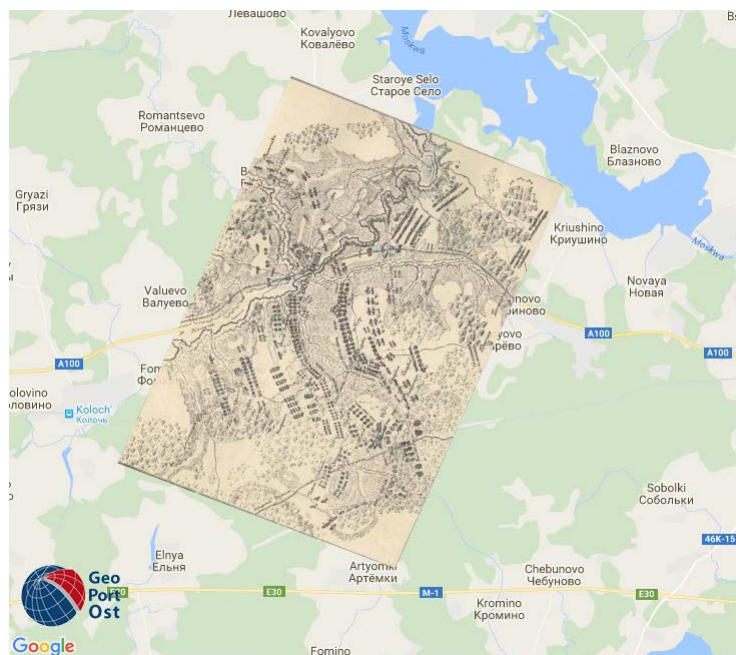 Левашово
Kovalyovo
Ковалёво
Moskwa
Staroye Selo
Старое Село
Romantsevo
Романцево
Blaznovo
Блазново
Gryazi
Грязи
Kriushino
Криушино
Moskwa
Novaya
Новая
Valuevo
Валуево
A100
A100
A100
Koloch'
Колочь
Sobolki
Собольки
46K-15
Elnya
Ельня
Artyomki
Артёмки
Chebunovo
Чебуново
E30
M-1
E30
Kromino
Кромино
Fomino
Geo
Port
Ost
Google